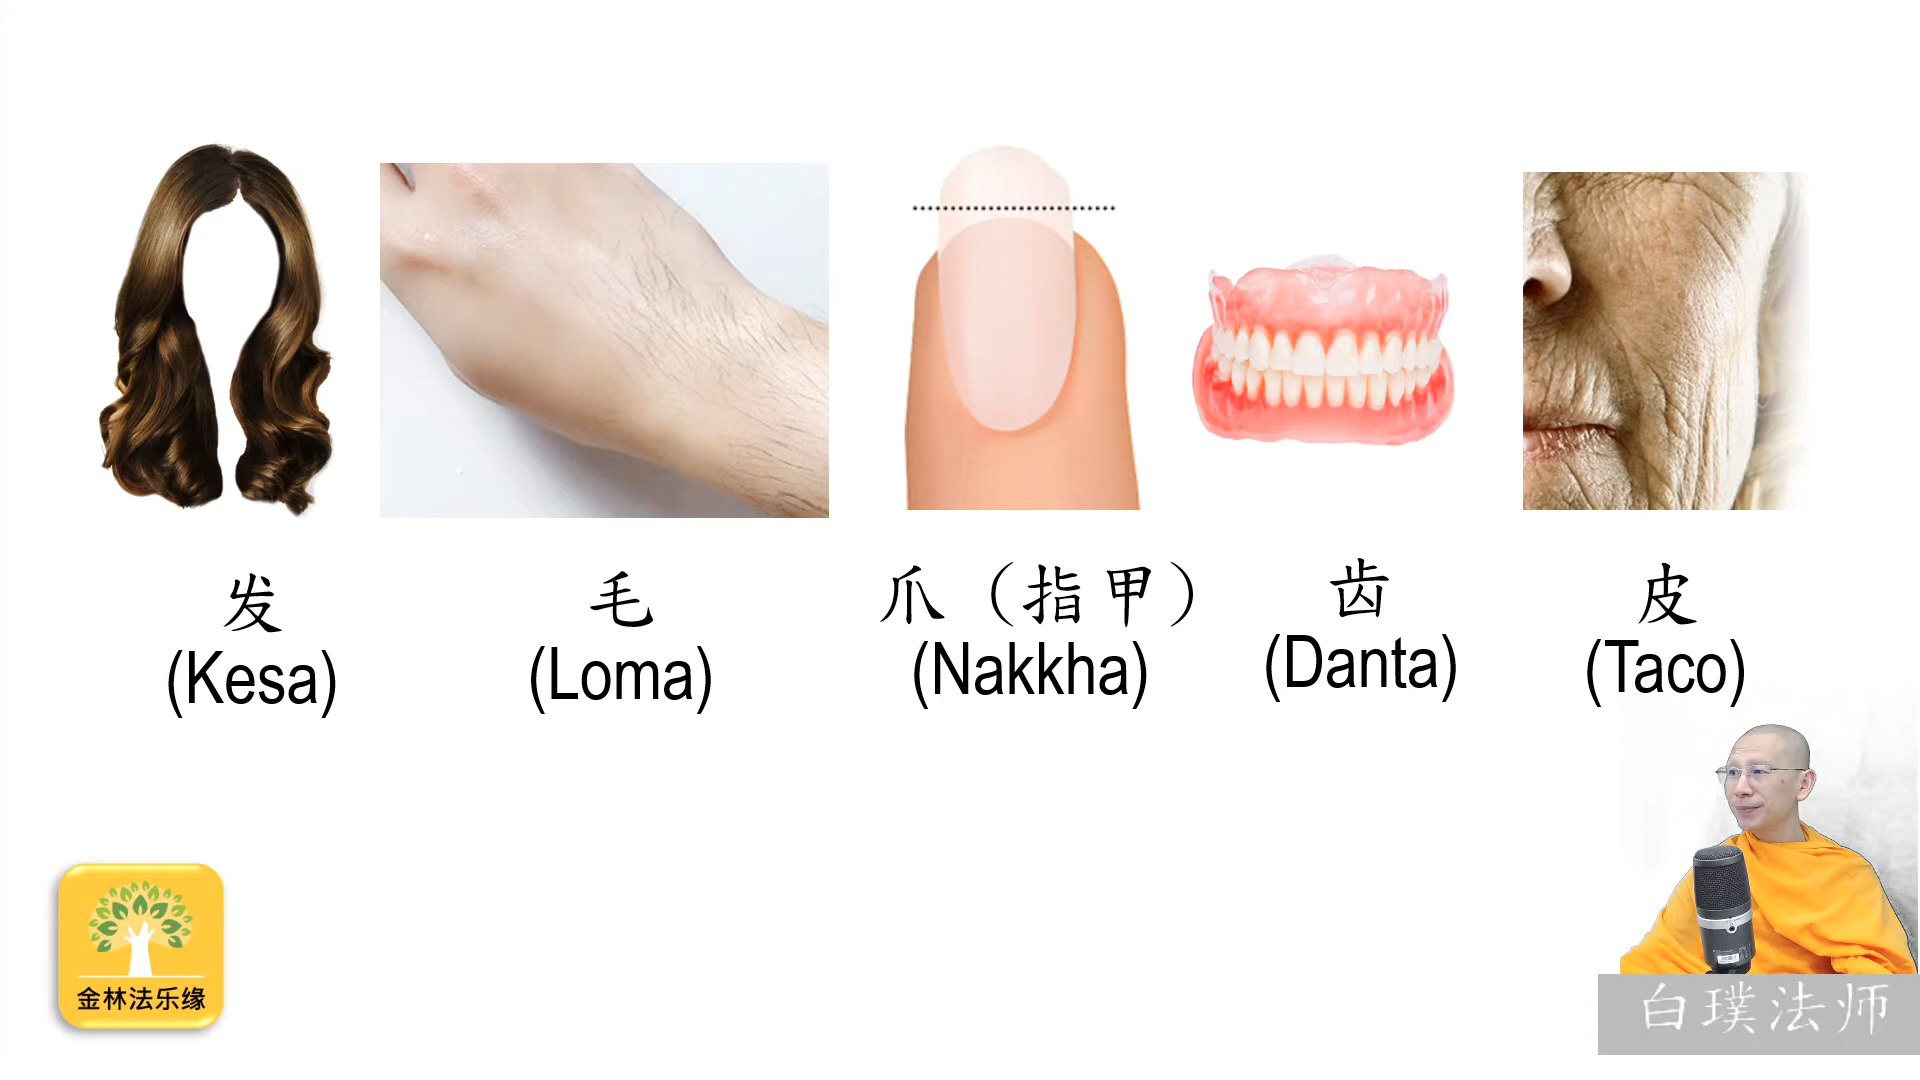 发
(Kesa)
毛
(Loma)
爪（指甲）
(Nakkha)
齿
(Danta)
皮
(Taco)
金林法乐缘
白璞法师